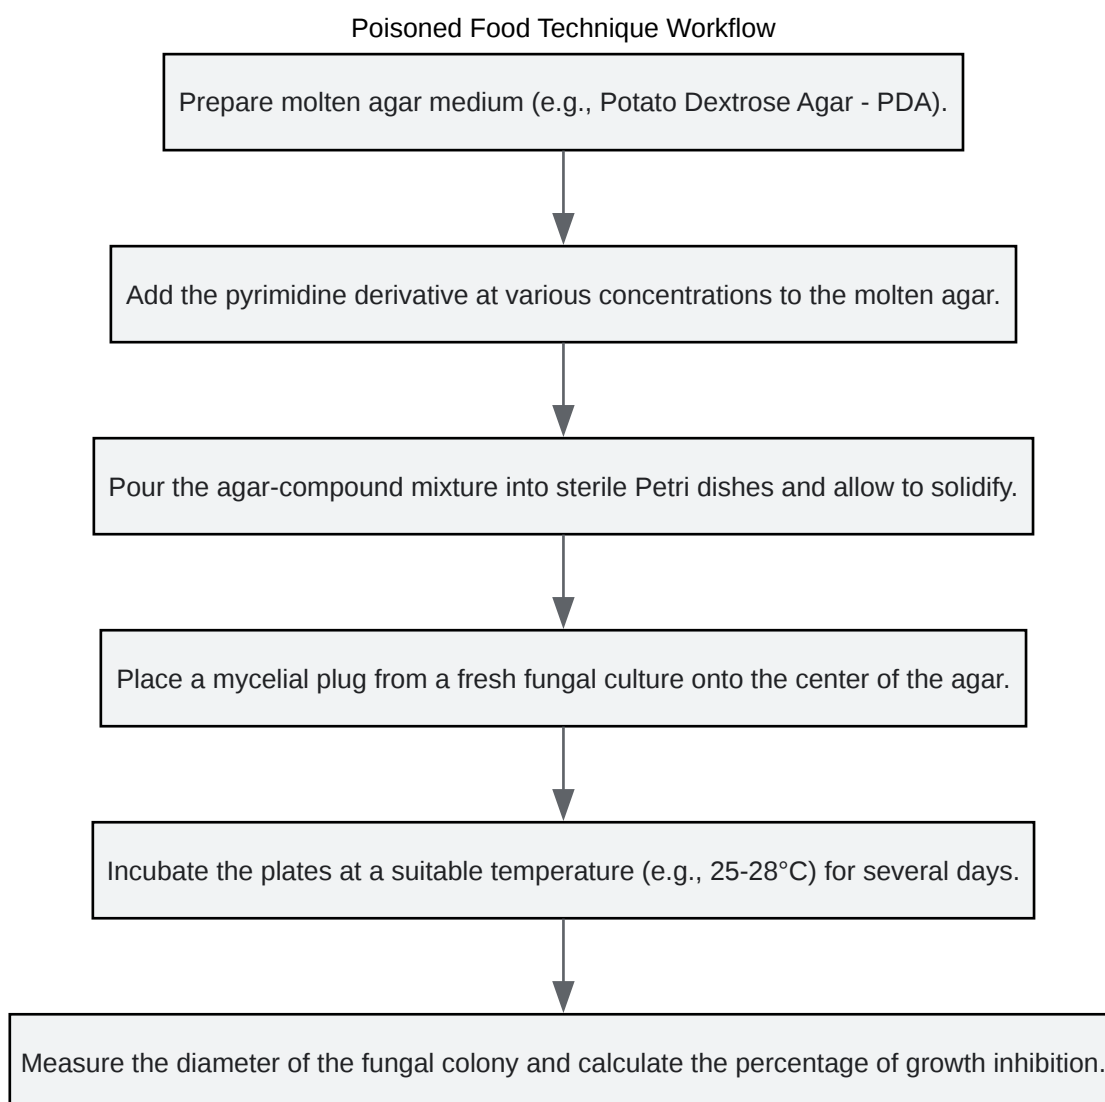 Poisoned Food Technique Workflow
Prepare molten agar medium (e.g., Potato Dextrose Agar - PDA).
Add the pyrimidine derivative at various concentrations to the molten agar.
Pour the agar-compound mixture into sterile Petri dishes and allow to solidify.
Place a mycelial plug from a fresh fungal culture onto the center of the agar.
Incubate the plates at a suitable temperature (e.g., 25-28°C) for several days.
Measure the diameter of the fungal colony and calculate the percentage of growth inhibition.